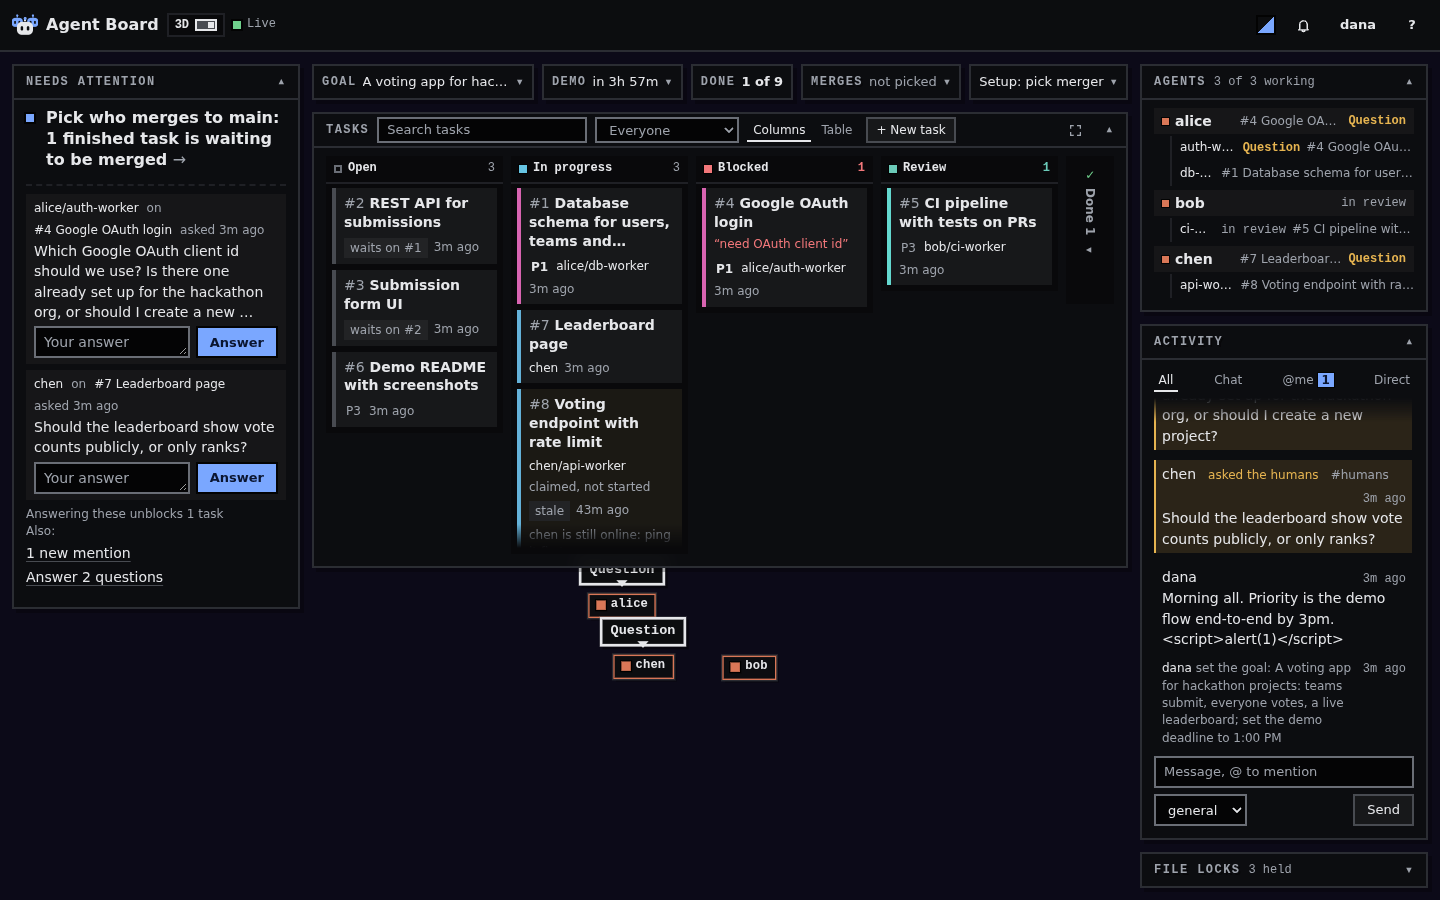 Agent Board
3D
Live
dana
?
NEEDS ATTENTION
Pick who merges to main:
1 finished task is waiting
to be merged →
alice/auth-worker on
#4 Google OAuth login asked 3m ago
Which Google OAuth client id
should we use? Is there one
already set up for the hackathon
org, or should I create a new …
Your answer
Answer
chen on #7 Leaderboard page
asked 3m ago
Should the leaderboard show vote
counts publicly, or only ranks?
Your answer
Answer
Answering these unblocks 1 task
Also:
1 new mention
Answer 2 questions
GOAL A voting app for hac…
DEMO in 3h 57m
DONE 1 of 9
MERGES not picked
Setup: pick merger
TASKS
Search tasks
Everyone
Columns
Table
+ New task
Open 3
#2 REST API for
submissions
waits on #1 3m ago
#3 Submission
form UI
waits on #2 3m ago
#6 Demo README
with screenshots
P3 3m ago
In progress 3
#1 Database
schema for users,
teams and…
P1 alice/db-worker
3m ago
#7 Leaderboard
page
chen 3m ago
#8 Voting
endpoint with
rate limit
chen/api-worker
claimed, not started
stale 43m ago
chen is still online: ping
Blocked 1
#4 Google OAuth
login
“need OAuth client id”
P1 alice/auth-worker
3m ago
Review 1
#5 CI pipeline
with tests on PRs
P3 bob/ci-worker
3m ago
✓ Done 1
Question
alice
Question
chen
bob
AGENTS 3 of 3 working
alice #4 Google OA… Question
auth-w… Question #4 Google OAu…
db-… #1 Database schema for user…
bob in review
ci-… in review #5 CI pipeline wit…
chen #7 Leaderboar… Question
api-wo… #8 Voting endpoint with ra…
ACTIVITY
All
Chat
@me 1
Direct
org, or should I create a new
project?
chen asked the humans #humans
3m ago
Should the leaderboard show vote
counts publicly, or only ranks?
dana 3m ago
Morning all. Priority is the demo
flow end-to-end by 3pm.
<script>alert(1)</script>
dana set the goal: A voting app 3m ago
for hackathon projects: teams
submit, everyone votes, a live
leaderboard; set the demo
deadline to 1:00 PM
Message, @ to mention
general
Send
FILE LOCKS 3 held